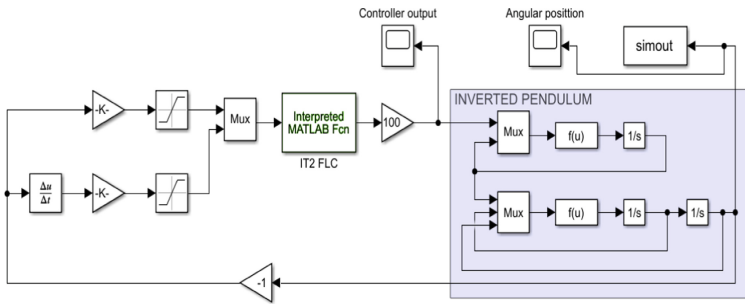 Controller output
Angular posittion
simout
-K-
Mux
Interpreted
MATLAB Fcn
IT2 FLC
100
INVERTED PENDULUM
Mux
f(u)
1/s
Δu
Δt
-K-
Mux
f(u)
1/s
1/s
-1